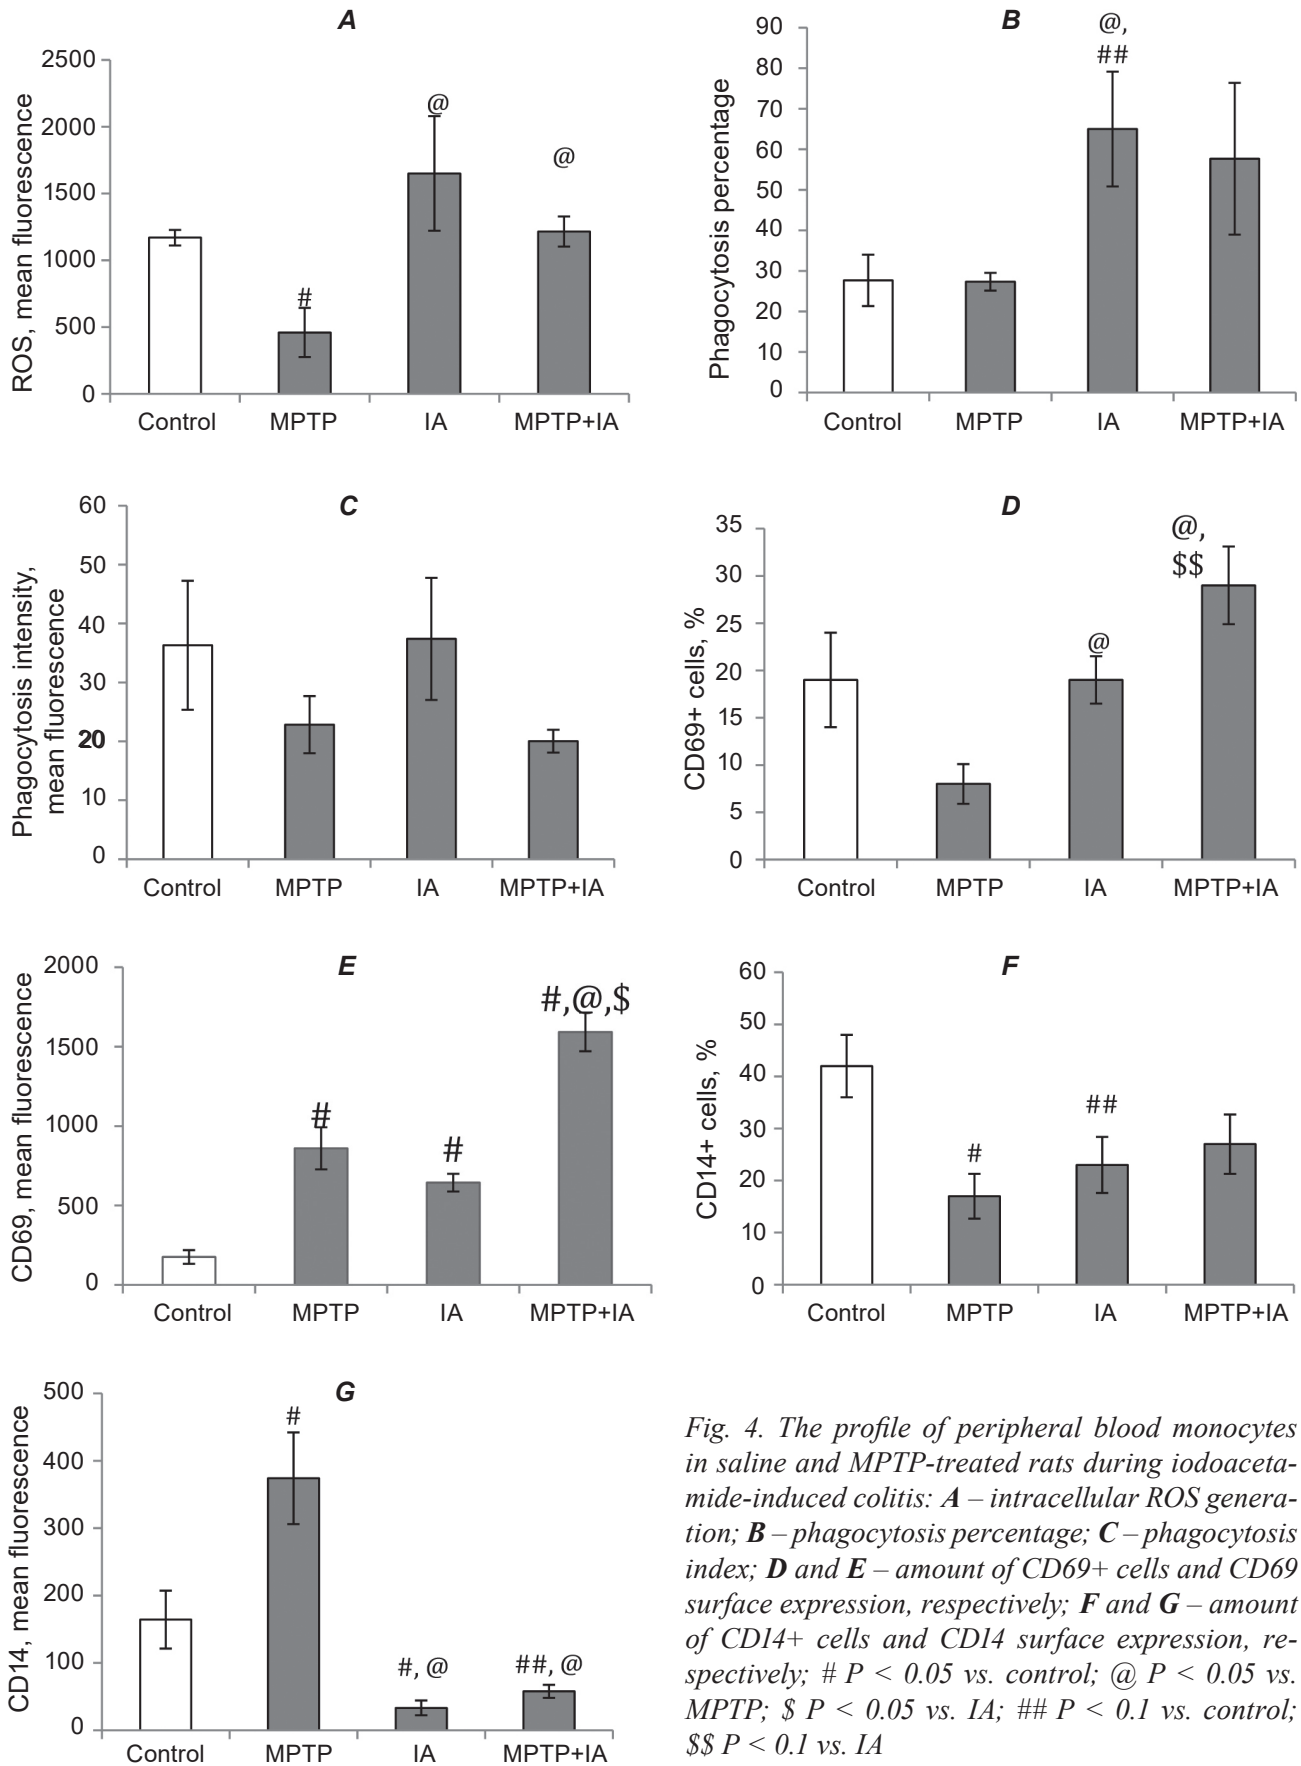 A
ROS, mean fluorescence
2500
2000
1500
1000
500
0
@
@
#
Control MPTP IA MPTP+IA
B
Phagocytosis percentage
90
80
70
60
50
40
30
20
10
0
@,
##
Control MPTP IA MPTP+IA
C
Phagocytosis intensity,
mean fluorescence
60
50
40
30
20
10
0
Control MPTP IA MPTP+IA
D
CD69+ cells, %
35
30
25
20
15
10
5
0
@,
$$
@
Control MPTP IA MPTP+IA
E
CD69, mean fluorescence
2000
1500
1000
500
0
#,@,$
#
#
Control MPTP IA MPTP+IA
F
CD14+ cells, %
60
50
40
30
20
10
0
##
#
Control MPTP IA MPTP+IA
G
CD14, mean fluorescence
500
400
300
200
100
0
#
#, @
##, @
Control MPTP IA MPTP+IA
Fig. 4. The profile of peripheral blood monocytes
in saline and MPTP-treated rats during iodoaceta-
mide-induced colitis: A – intracellular ROS genera-
tion; B – phagocytosis percentage; C – phagocytosis
index; D and E – amount of CD69+ cells and CD69
surface expression, respectively; F and G – amount
of CD14+ cells and CD14 surface expression, re-
spectively; # P < 0.05 vs. control; @ P < 0.05 vs.
MPTP; $ P < 0.05 vs. IA; ## P < 0.1 vs. control;
$$ P < 0.1 vs. IA